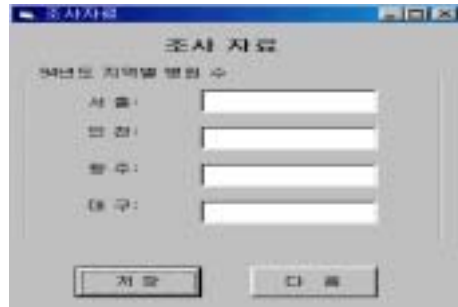 조사자료
조사 자료
94년도 지역별 병원 수
서 울:
인 천:
광 주:
대 구:
저 장
다 음